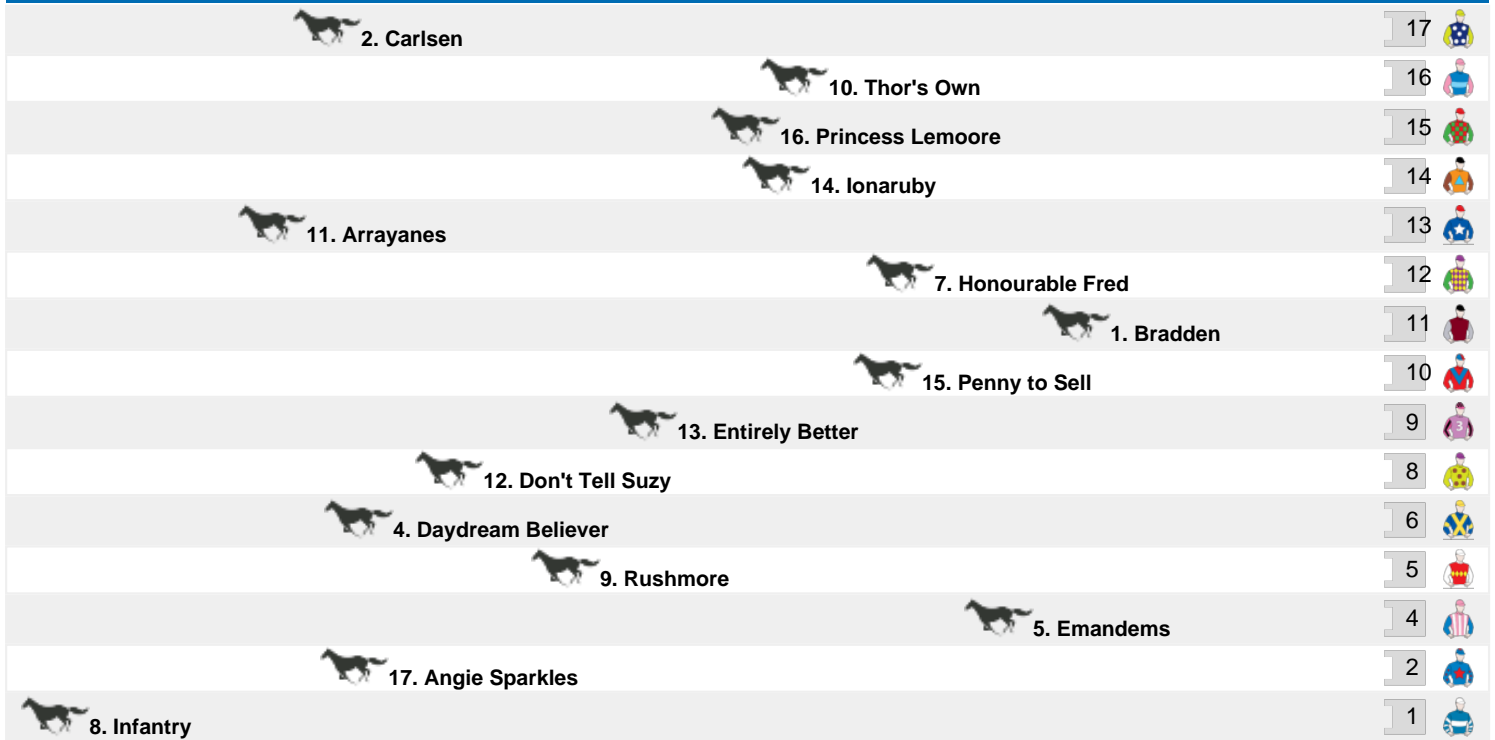 2. Carlsen 17
10. Thor's Own 16
16. Princess Lemoore 15
14. Ionaruby 14
11. Arrayanes 13
7. Honourable Fred 12
1. Bradden 11
15. Penny to Sell 10
13. Entirely Better 9 3
12. Don't Tell Suzy 8
4. Daydream Believer 6
9. Rushmore 5
5. Emandems 4
17. Angie Sparkles 2
8. Infantry 1